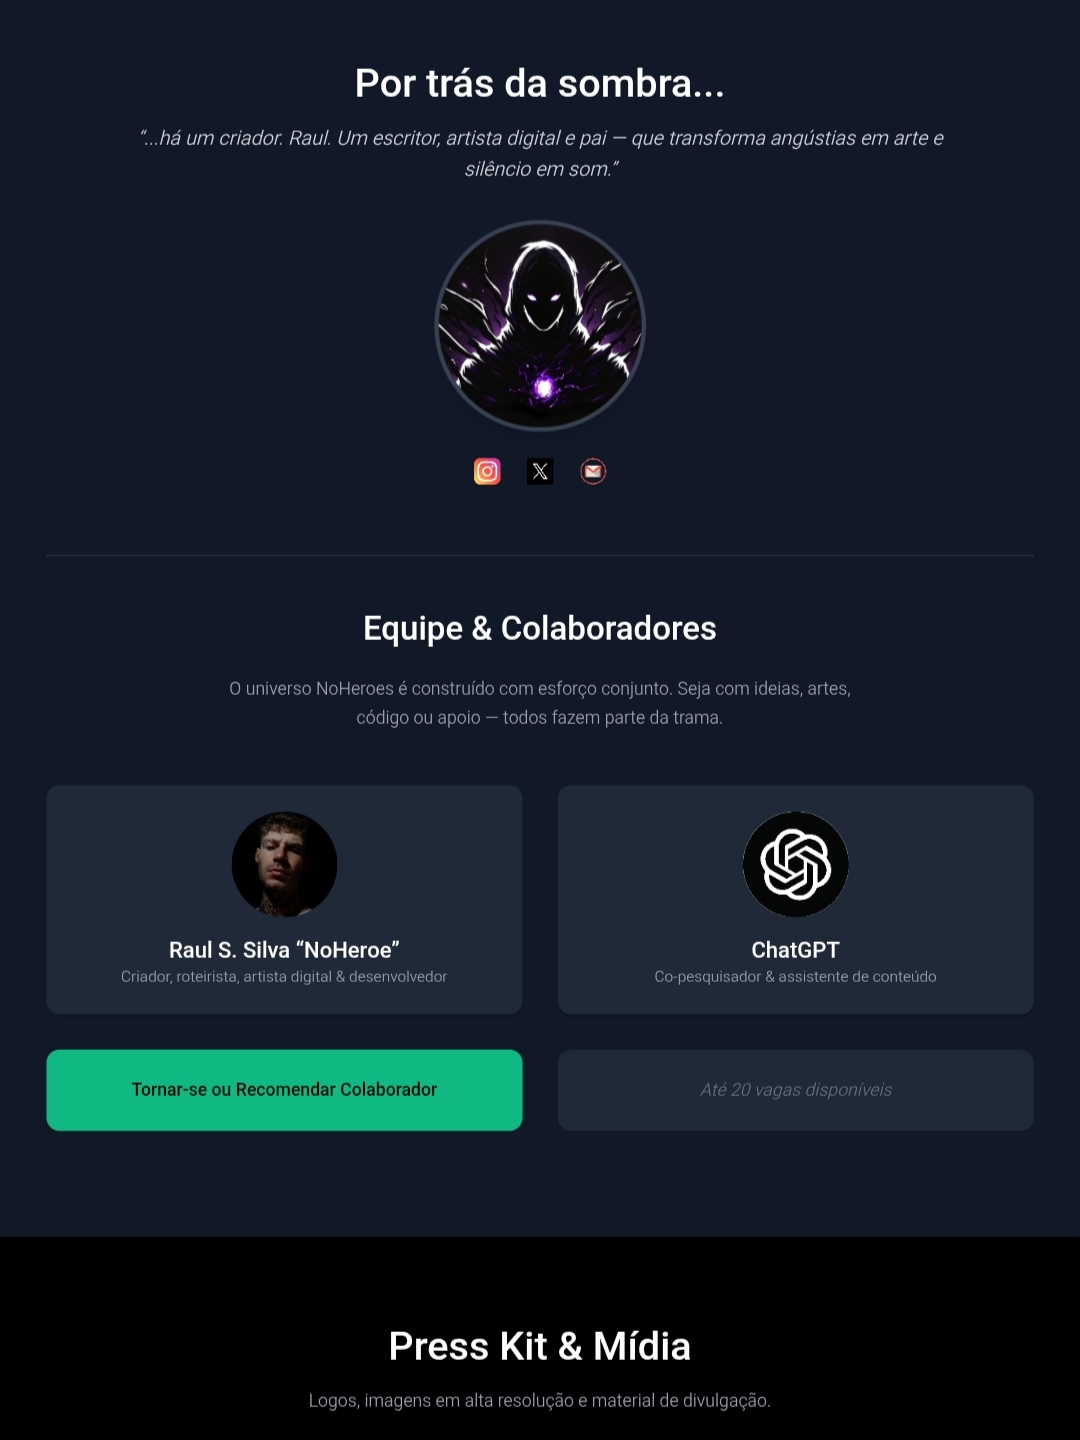 Por trás da sombra...
“...há um criador. Raul. Um escritor, artista digital e pai — que transforma angústias em arte e
silêncio em som.”
Equipe & Colaboradores
O universo NoHeroes é construído com esforço conjunto. Seja com ideias, artes,
código ou apoio — todos fazem parte da trama.
Raul S. Silva “NoHeroe”
Criador, roteirista, artista digital & desenvolvedor
ChatGPT
Co-pesquisador & assistente de conteúdo
Tornar-se ou Recomendar Colaborador
Até 20 vagas disponíveis
Press Kit & Mídia
Logos, imagens em alta resolução e material de divulgação.